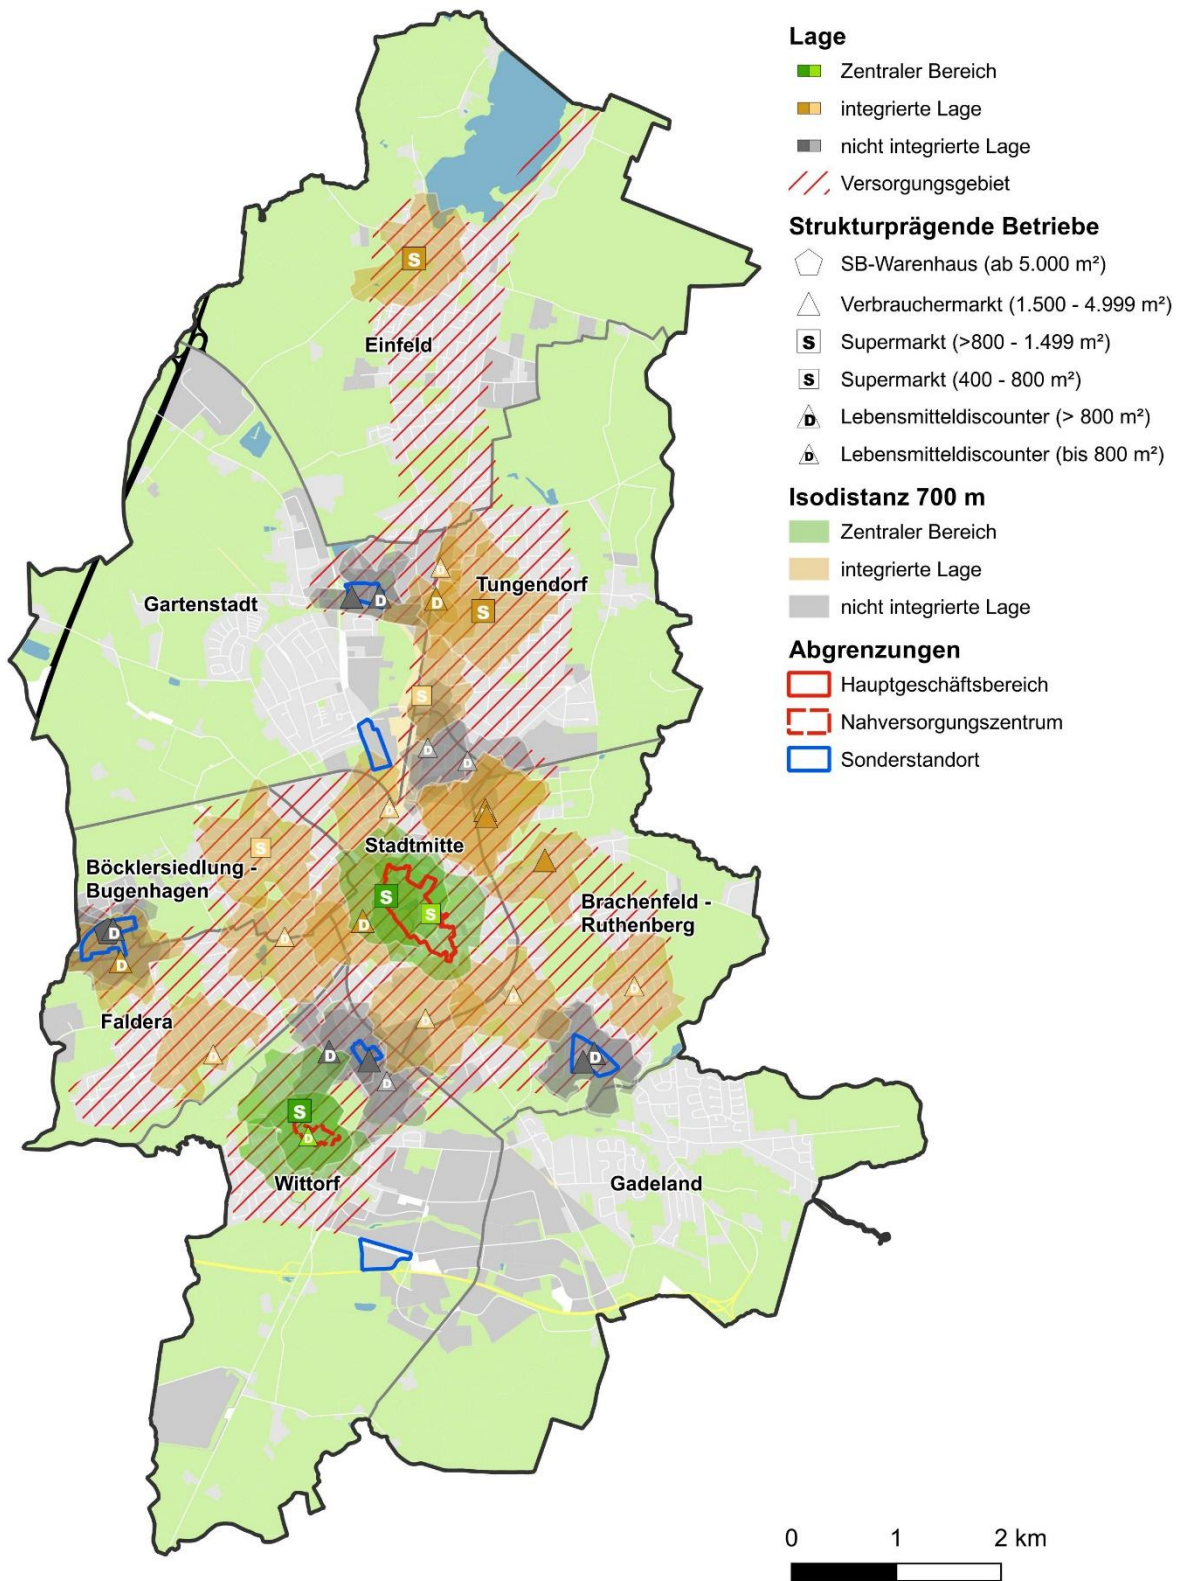 Lage
Zentraler Bereich
integrierte Lage
nicht integrierte Lage
Versorgungsgebiet
Strukturprägende Betriebe
SB-Warenhaus (ab 5.000 m²)
Verbrauchermarkt (1.500 - 4.999 m²)
S Supermarkt (>800 - 1.499 m²)
S Supermarkt (400 - 800 m²)
D Lebensmitteldiscounter (> 800 m²)
D Lebensmitteldiscounter (bis 800 m²)
Isodistanz 700 m
Zentraler Bereich
integrierte Lage
nicht integrierte Lage
Abgrenzungen
Hauptgeschäftsbereich
Nahversorgungszentrum
Sonderstandort
S
Einfeld
D
Tungendorf
D
D
S
Gartenstadt
S
D
D
D
Stadtmitte
S
Böcklersiedlung -
Bugenhagen
S
S
Brachenfeld -
Ruthenberg
D
D
D
D
D
D
Faldera
D
D
D
D
D
S
D
Wittorf
Gadeland
0 1 2 km